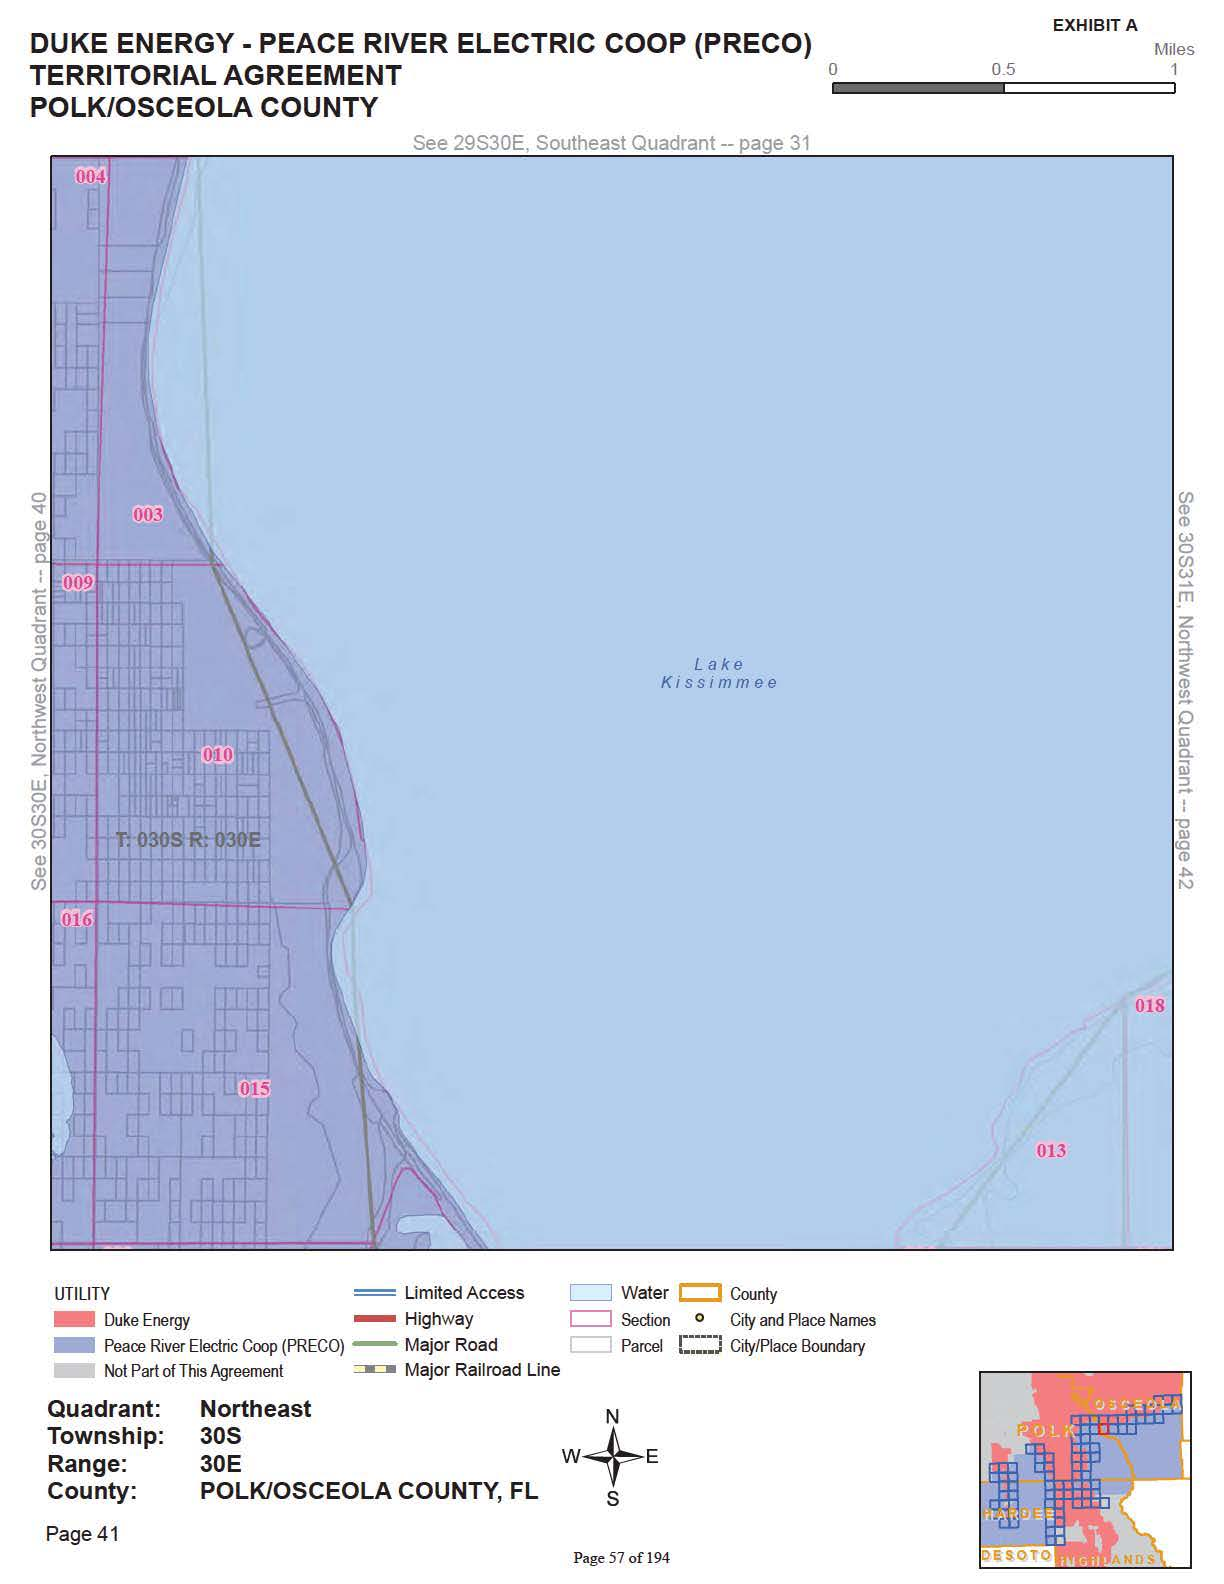 EXHIBIT A
DUKE ENERGY - PEACE RIVER ELECTRIC COOP (PRECO)
TERRITORIAL AGREEMENT
POLK/OSCEOLA COUNTY
Miles
0 0.5 1
See 29S30E, Southeast Quadrant -- page 31
004
003
009
010
T: 030S R: 030E
016
015
Lake
Kissimmee
018
013
See 30S30E, Northwest Quadrant -- page 40
See 30S31E, Northwest Quadrant -- page 42
UTILITY
Duke Energy
Peace River Electric Coop (PRECO)
Not Part of This Agreement
Limited Access
Highway
Major Road
Major Railroad Line
Water
Section
Parcel
County
City and Place Names
City/Place Boundary
Quadrant: Northeast
Township: 30S
Range: 30E
County: POLK/OSCEOLA COUNTY, FL
Page 41
N
W E
S
OSCEOLA
POLK
HARDEE
DESOTO
HIGHLANDS
Page 57 of 194